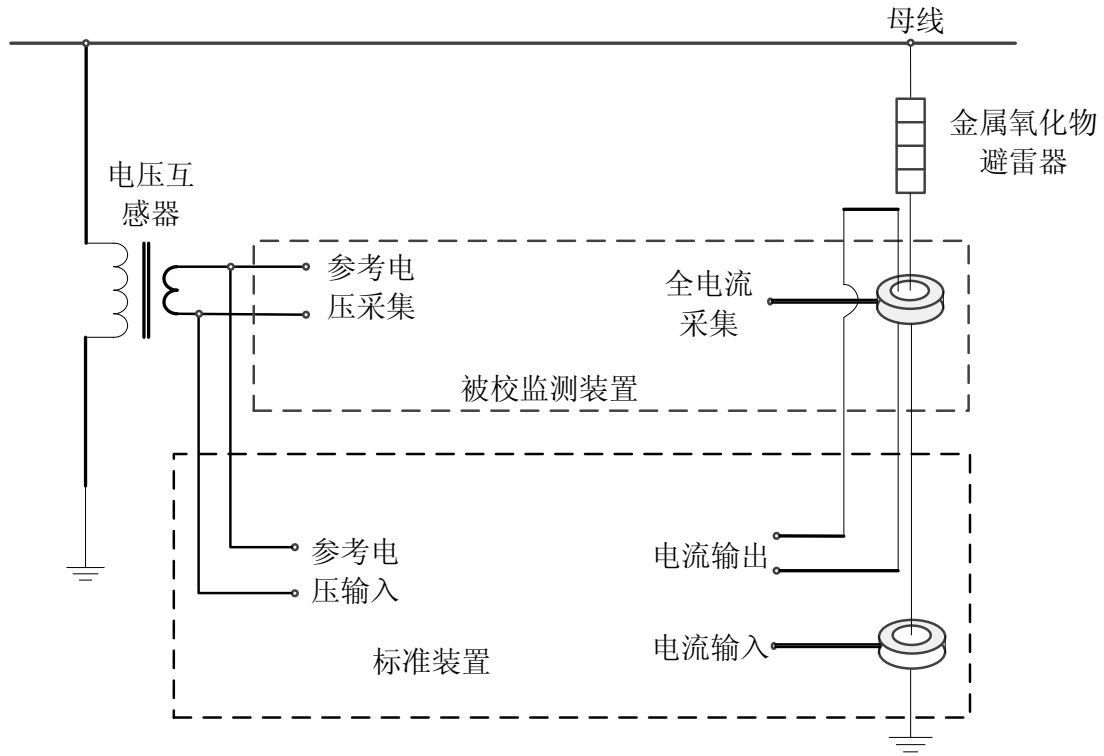 母线
金属氧化物
避雷器
电压互
感器
参考电
压采集
全电流
采集
被校监测装置
参考电
压输入
电流输出
电流输入
标准装置